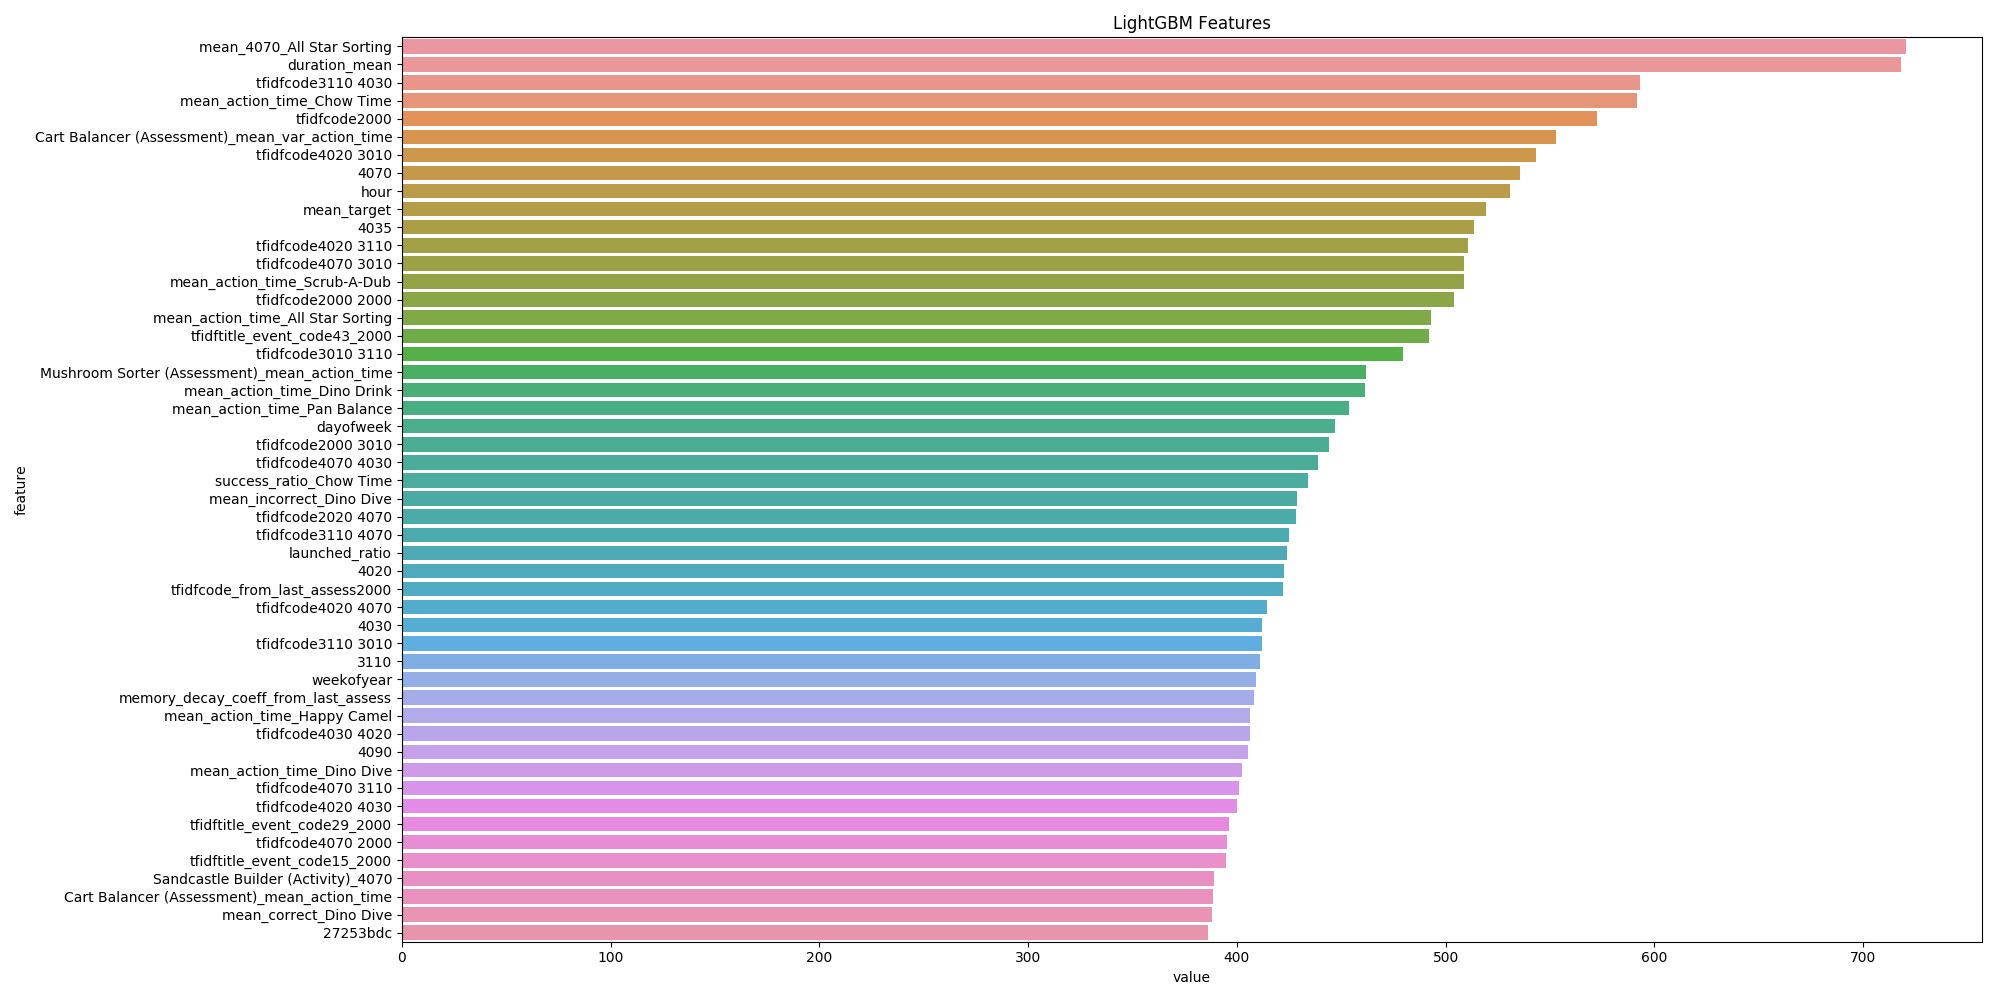 LightGBM Features
mean_4070_All Star Sorting
duration_mean
tfidfcode3110 4030
mean_action_time_Chow Time
tfidfcode2000
Cart Balancer (Assessment)_mean_var_action_time
tfidfcode4020 3010
4070
hour
mean_target
4035
tfidfcode4020 3110
tfidfcode4070 3010
mean_action_time_Scrub-A-Dub
tfidfcode2000 2000
mean_action_time_All Star Sorting
tfidftitle_event_code43_2000
tfidfcode3010 3110
Mushroom Sorter (Assessment)_mean_action_time
mean_action_time_Dino Drink
mean_action_time_Pan Balance
dayofweek
tfidfcode2000 3010
tfidfcode4070 4030
success_ratio_Chow Time
mean_incorrect_Dino Dive
tfidfcode2020 4070
tfidfcode3110 4070
launched_ratio
4020
tfidfcode_from_last_assess2000
tfidfcode4020 4070
4030
tfidfcode3110 3010
3110
weekofyear
memory_decay_coeff_from_last_assess
mean_action_time_Happy Camel
tfidfcode4030 4020
4090
mean_action_time_Dino Dive
tfidfcode4070 3110
tfidfcode4020 4030
tfidftitle_event_code29_2000
tfidfcode4070 2000
tfidftitle_event_code15_2000
Sandcastle Builder (Activity)_4070
Cart Balancer (Assessment)_mean_action_time
mean_correct_Dino Dive
27253bdc
feature
0 100 200 300 400 500 600 700
value